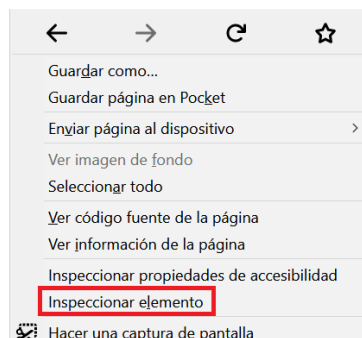 Guardar como...
Guardar página en Pocket
Enviar página al dispositivo
Ver imagen de fondo
Seleccionar todo
Ver código fuente de la página
Ver información de la página
Inspeccionar propiedades de accesibilidad
Inspeccionar elemento
Hacer una captura de pantalla